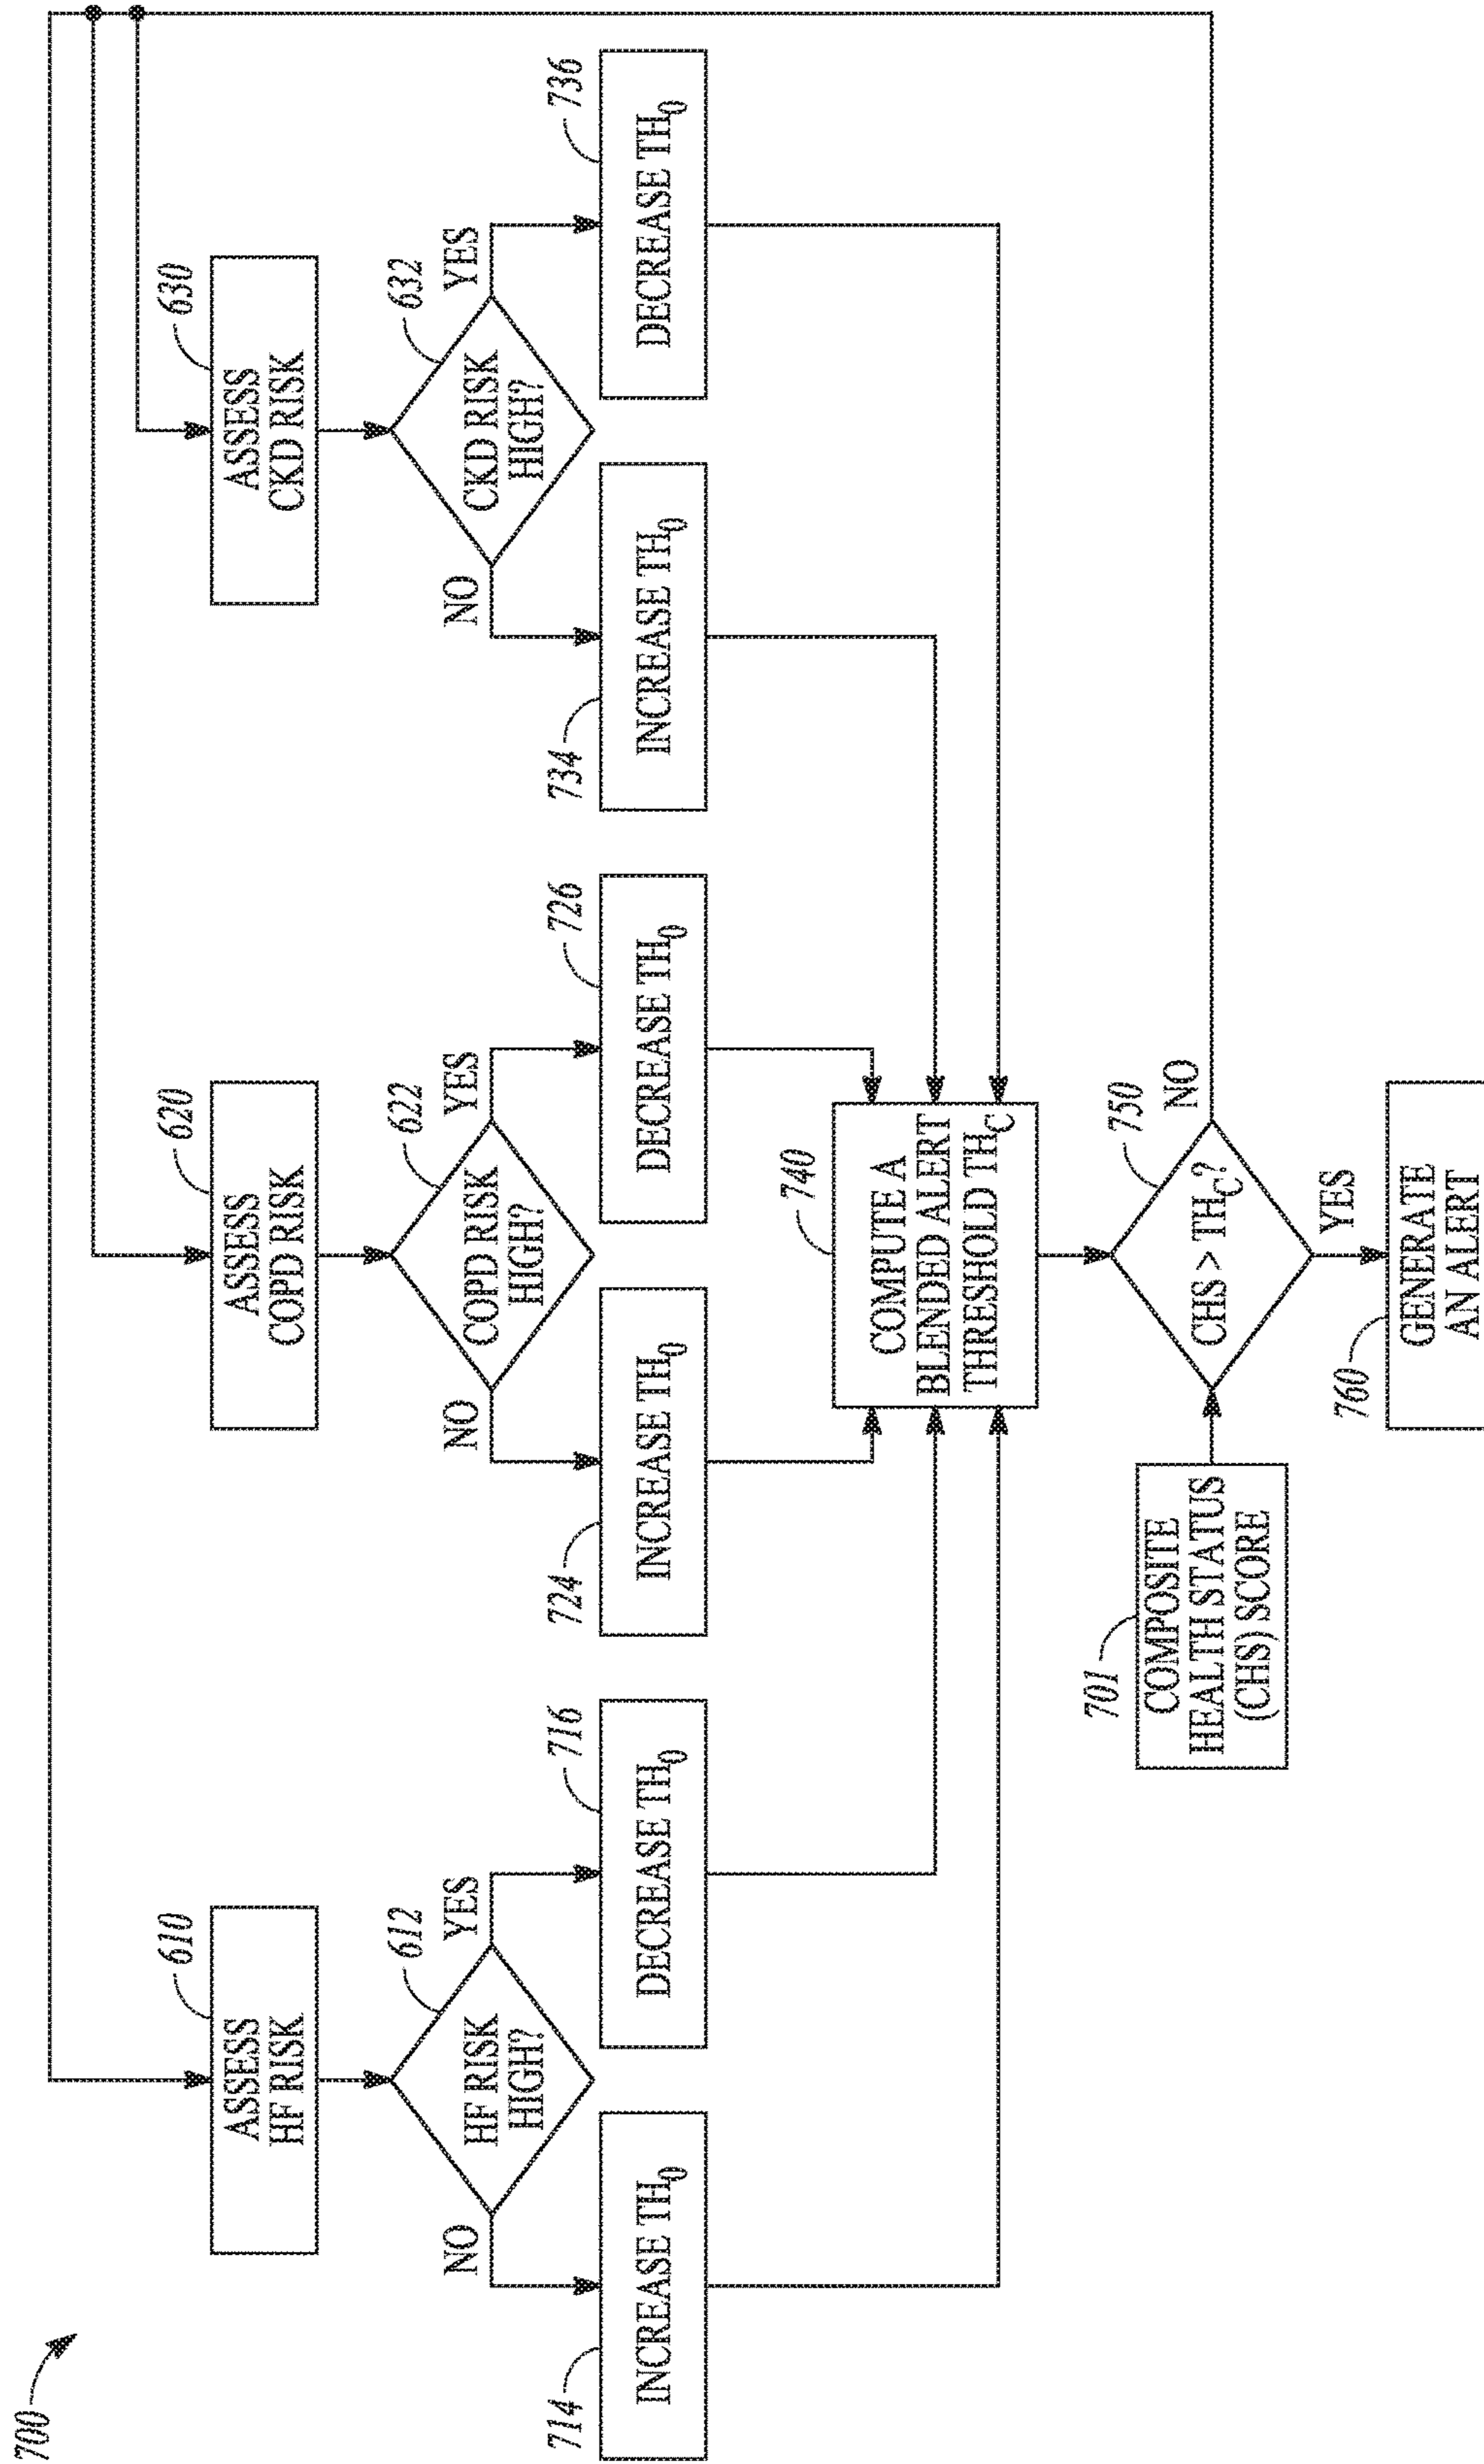 700
610
ASSESS
HF RISK
620
ASSESS
COPD RISK
630
ASSESS
CKD RISK
612
HF RISK
HIGH?
NO
YES
622
COPD RISK
HIGH?
NO
YES
632
CKD RISK
HIGH?
NO
YES
714
INCREASE TH0
716
DECREASE TH0
724
INCREASE TH0
726
DECREASE TH0
734
INCREASE TH0
736
DECREASE TH0
740
COMPUTE A
BLENDED ALERT
THRESHOLD THC
701
COMPOSITE
HEALTH STATUS
(CHS) SCORE
750
CHS > THC?
NO
YES
760
GENERATE
AN ALERT